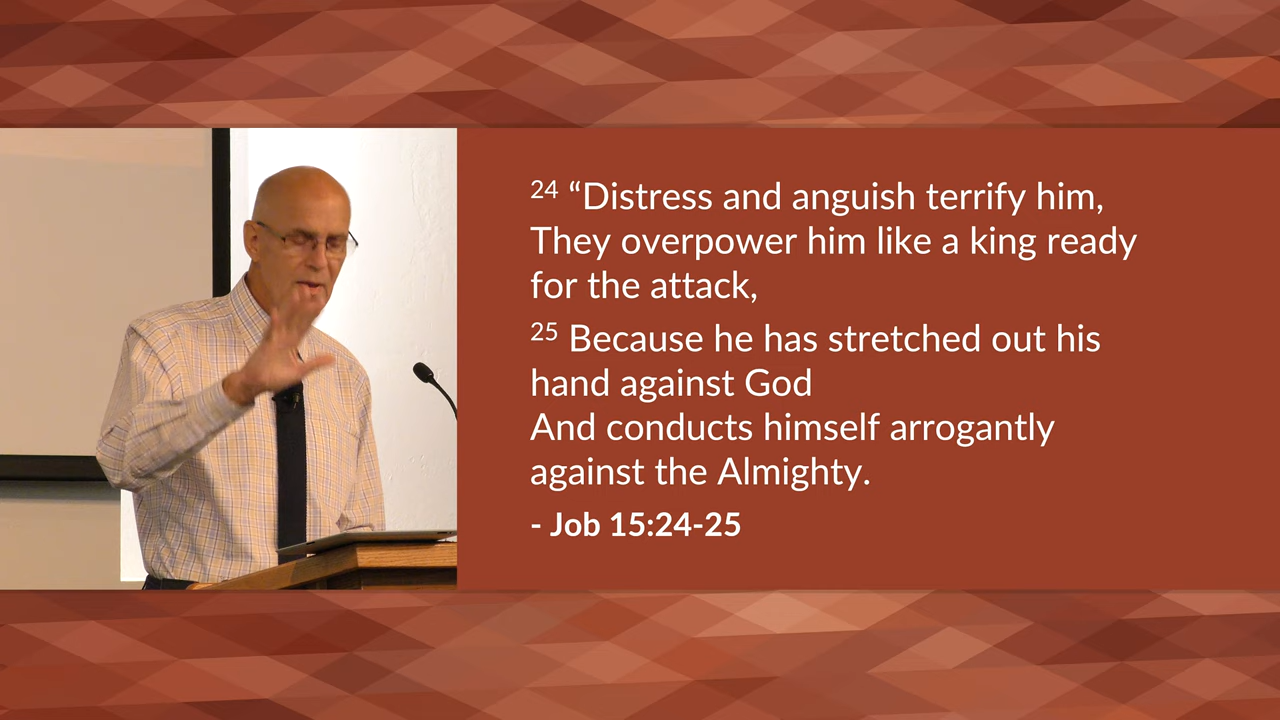 24 “Distress and anguish terrify him,
They overpower him like a king ready
for the attack,
25 Because he has stretched out his
hand against God
And conducts himself arrogantly
against the Almighty.
- Job 15:24-25